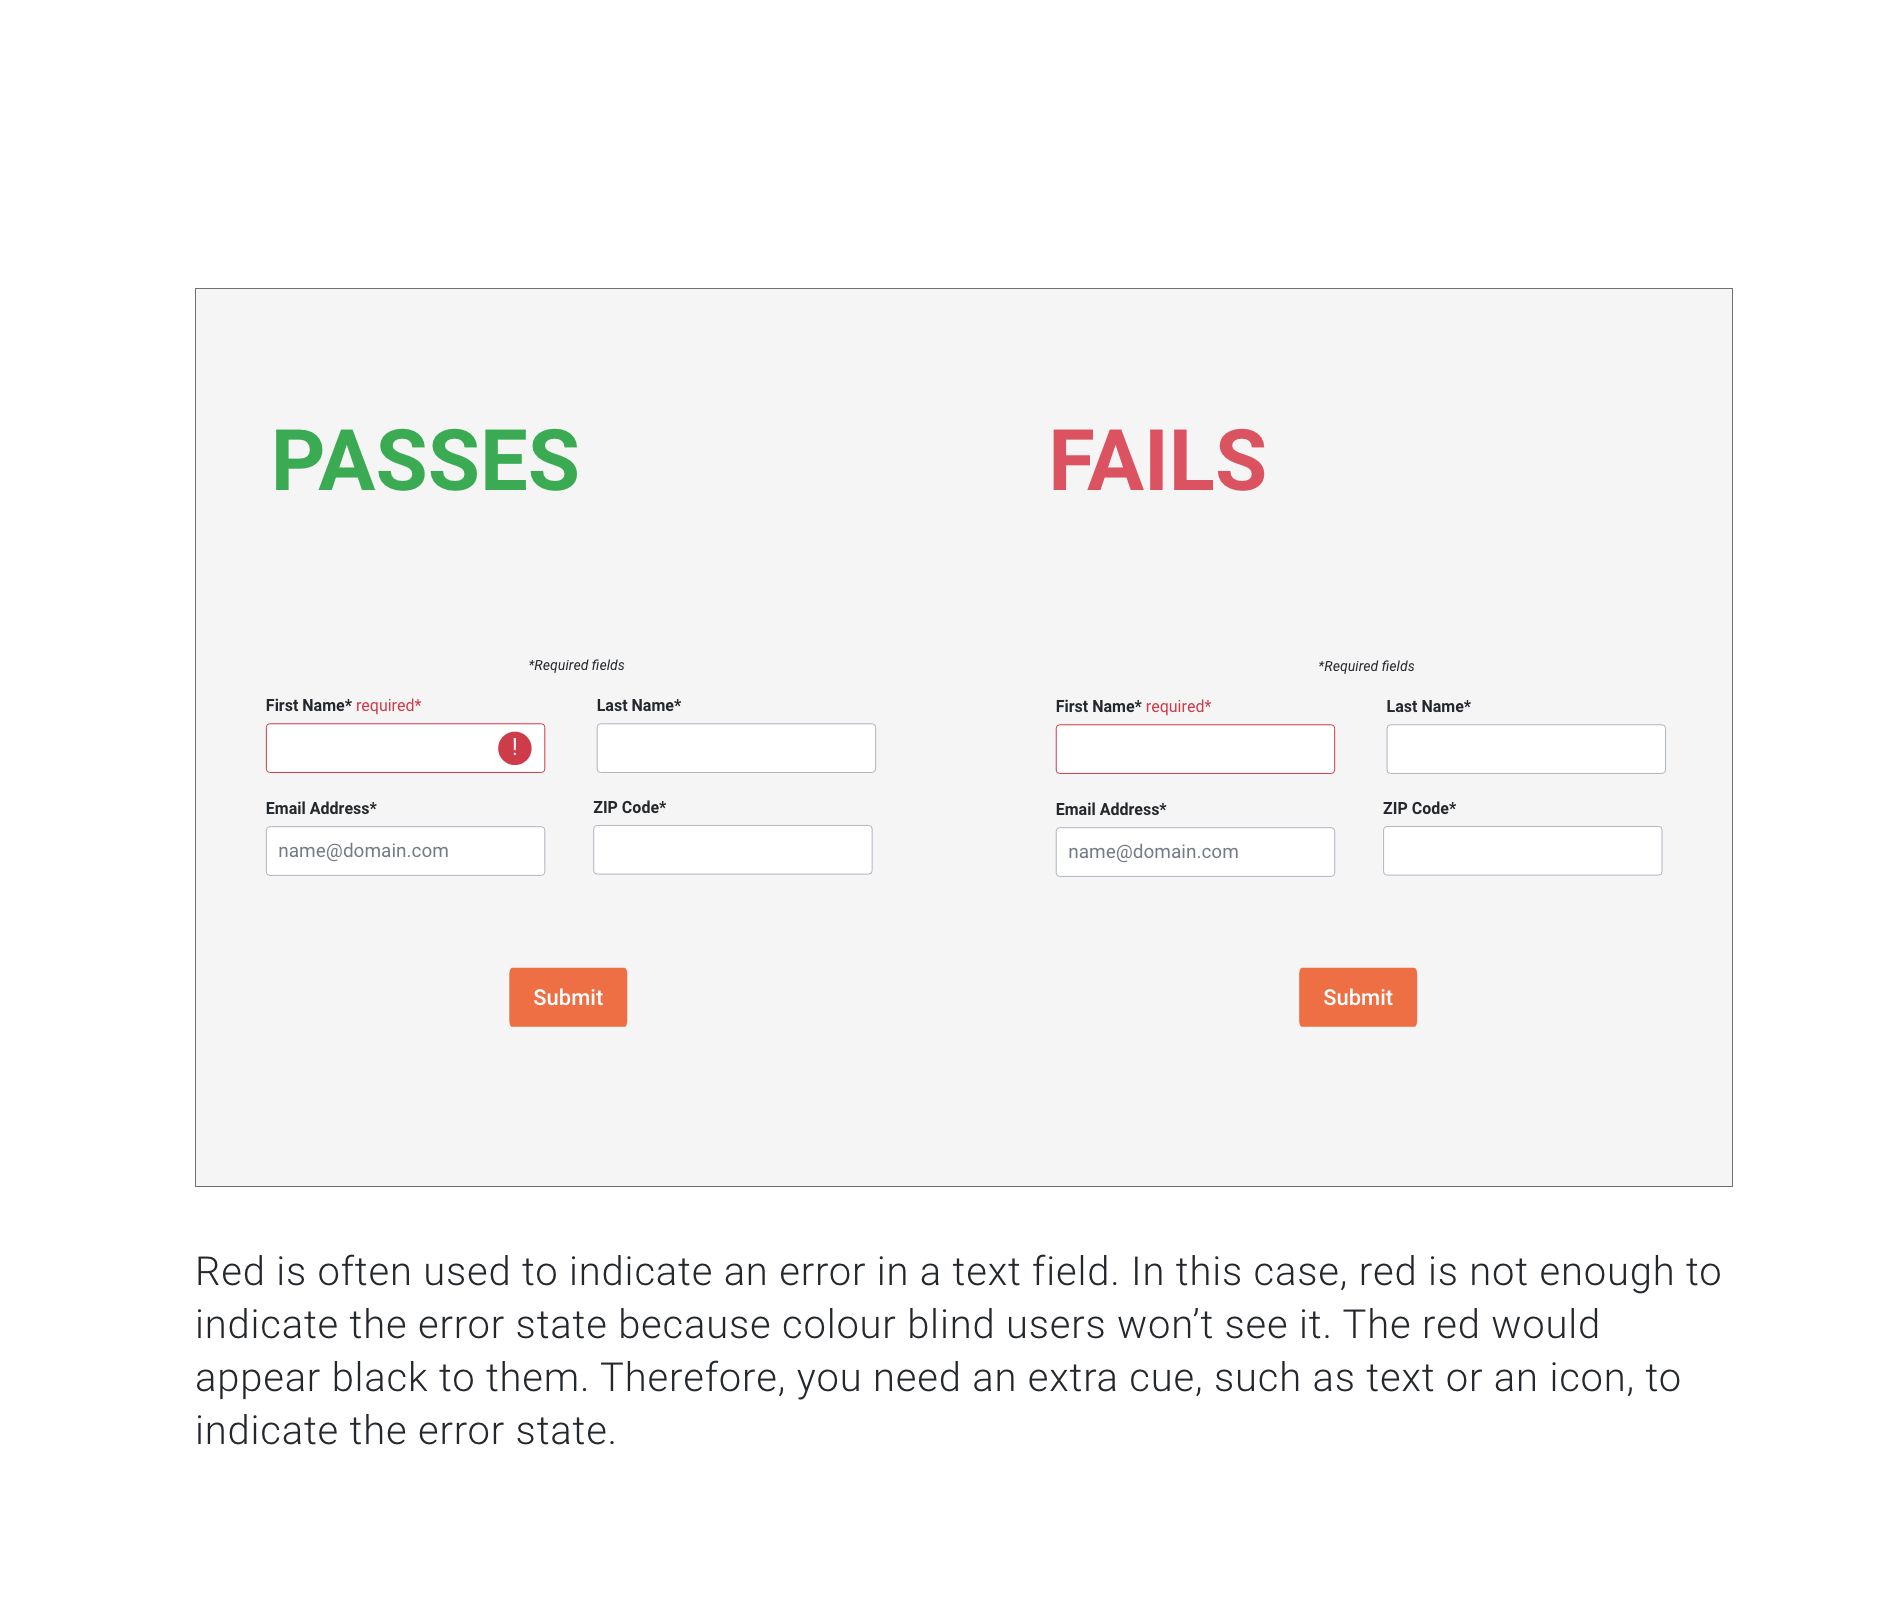 PASSES
*Required fields
First Name* required*
Last Name*
!
Email Address*
ZIP Code*
name@domain.com
Submit
FAILS
*Required fields
First Name* required*
Last Name*
Email Address*
ZIP Code*
name@domain.com
Submit
Red is often used to indicate an error in a text field. In this case, red is not enough to
indicate the error state because colour blind users won’t see it. The red would
appear black to them. Therefore, you need an extra cue, such as text or an icon, to
indicate the error state.